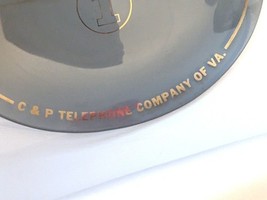 C & P TELEPHONE COMPANY OF VA.